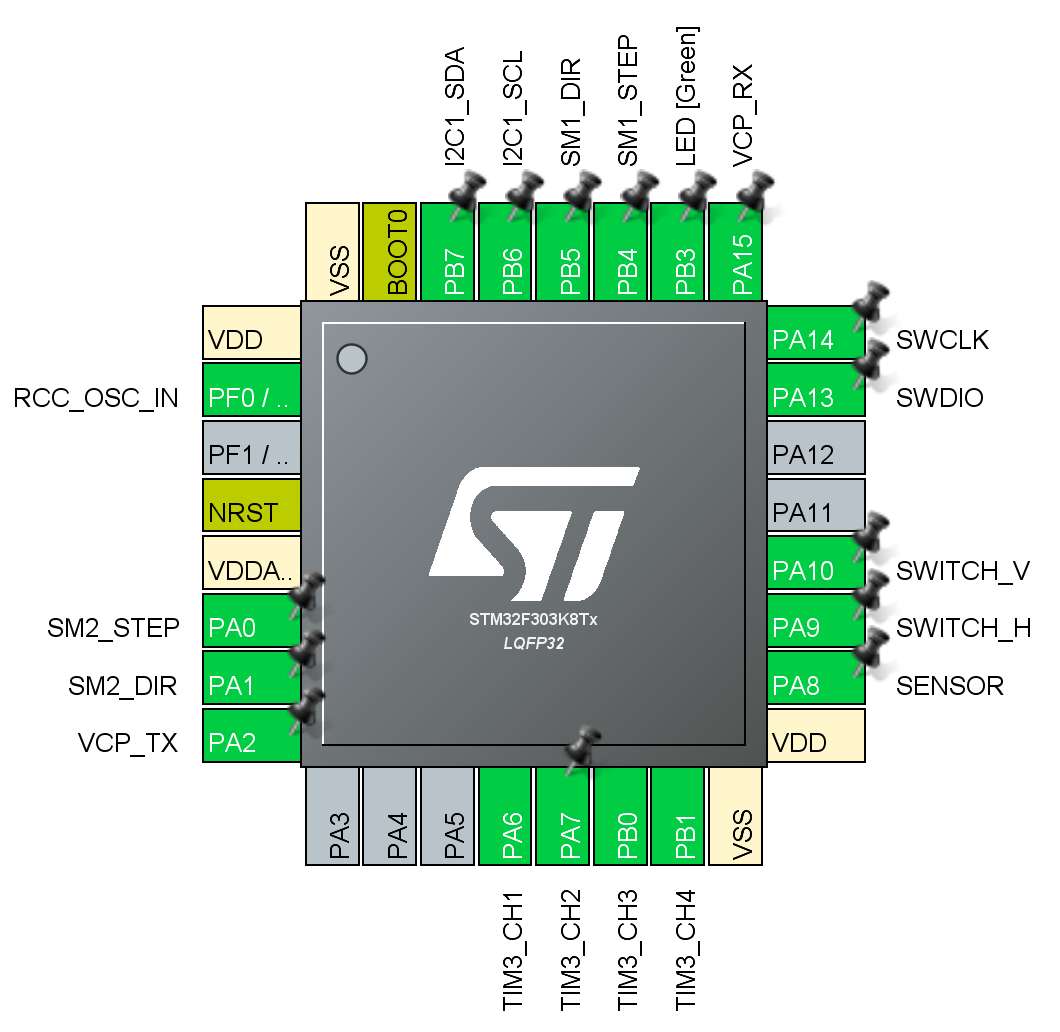 I2C1_SDA
I2C1_SCL
SM1_DIR
SM1_STEP
LED [Green]
VCP_RX
VSS
BOOT0
PB7
PB6
PB5
PB4
PB3
PA15
VDD
PA14
SWCLK
RCC_OSC_IN
PF0 / ..
PA13
SWDIO
PF1 / ..
PA12
NRST
PA11
VDDA..
PA10
SWITCH_V
SM2_STEP
PA0
PA9
SWITCH_H
SM2_DIR
PA1
PA8
SENSOR
VCP_TX
PA2
VDD
ST
STM32F303K8Tx
LQFP32
PA3
PA4
PA5
PA6
PA7
PB0
PB1
VSS
TIM3_CH1
TIM3_CH2
TIM3_CH3
TIM3_CH4